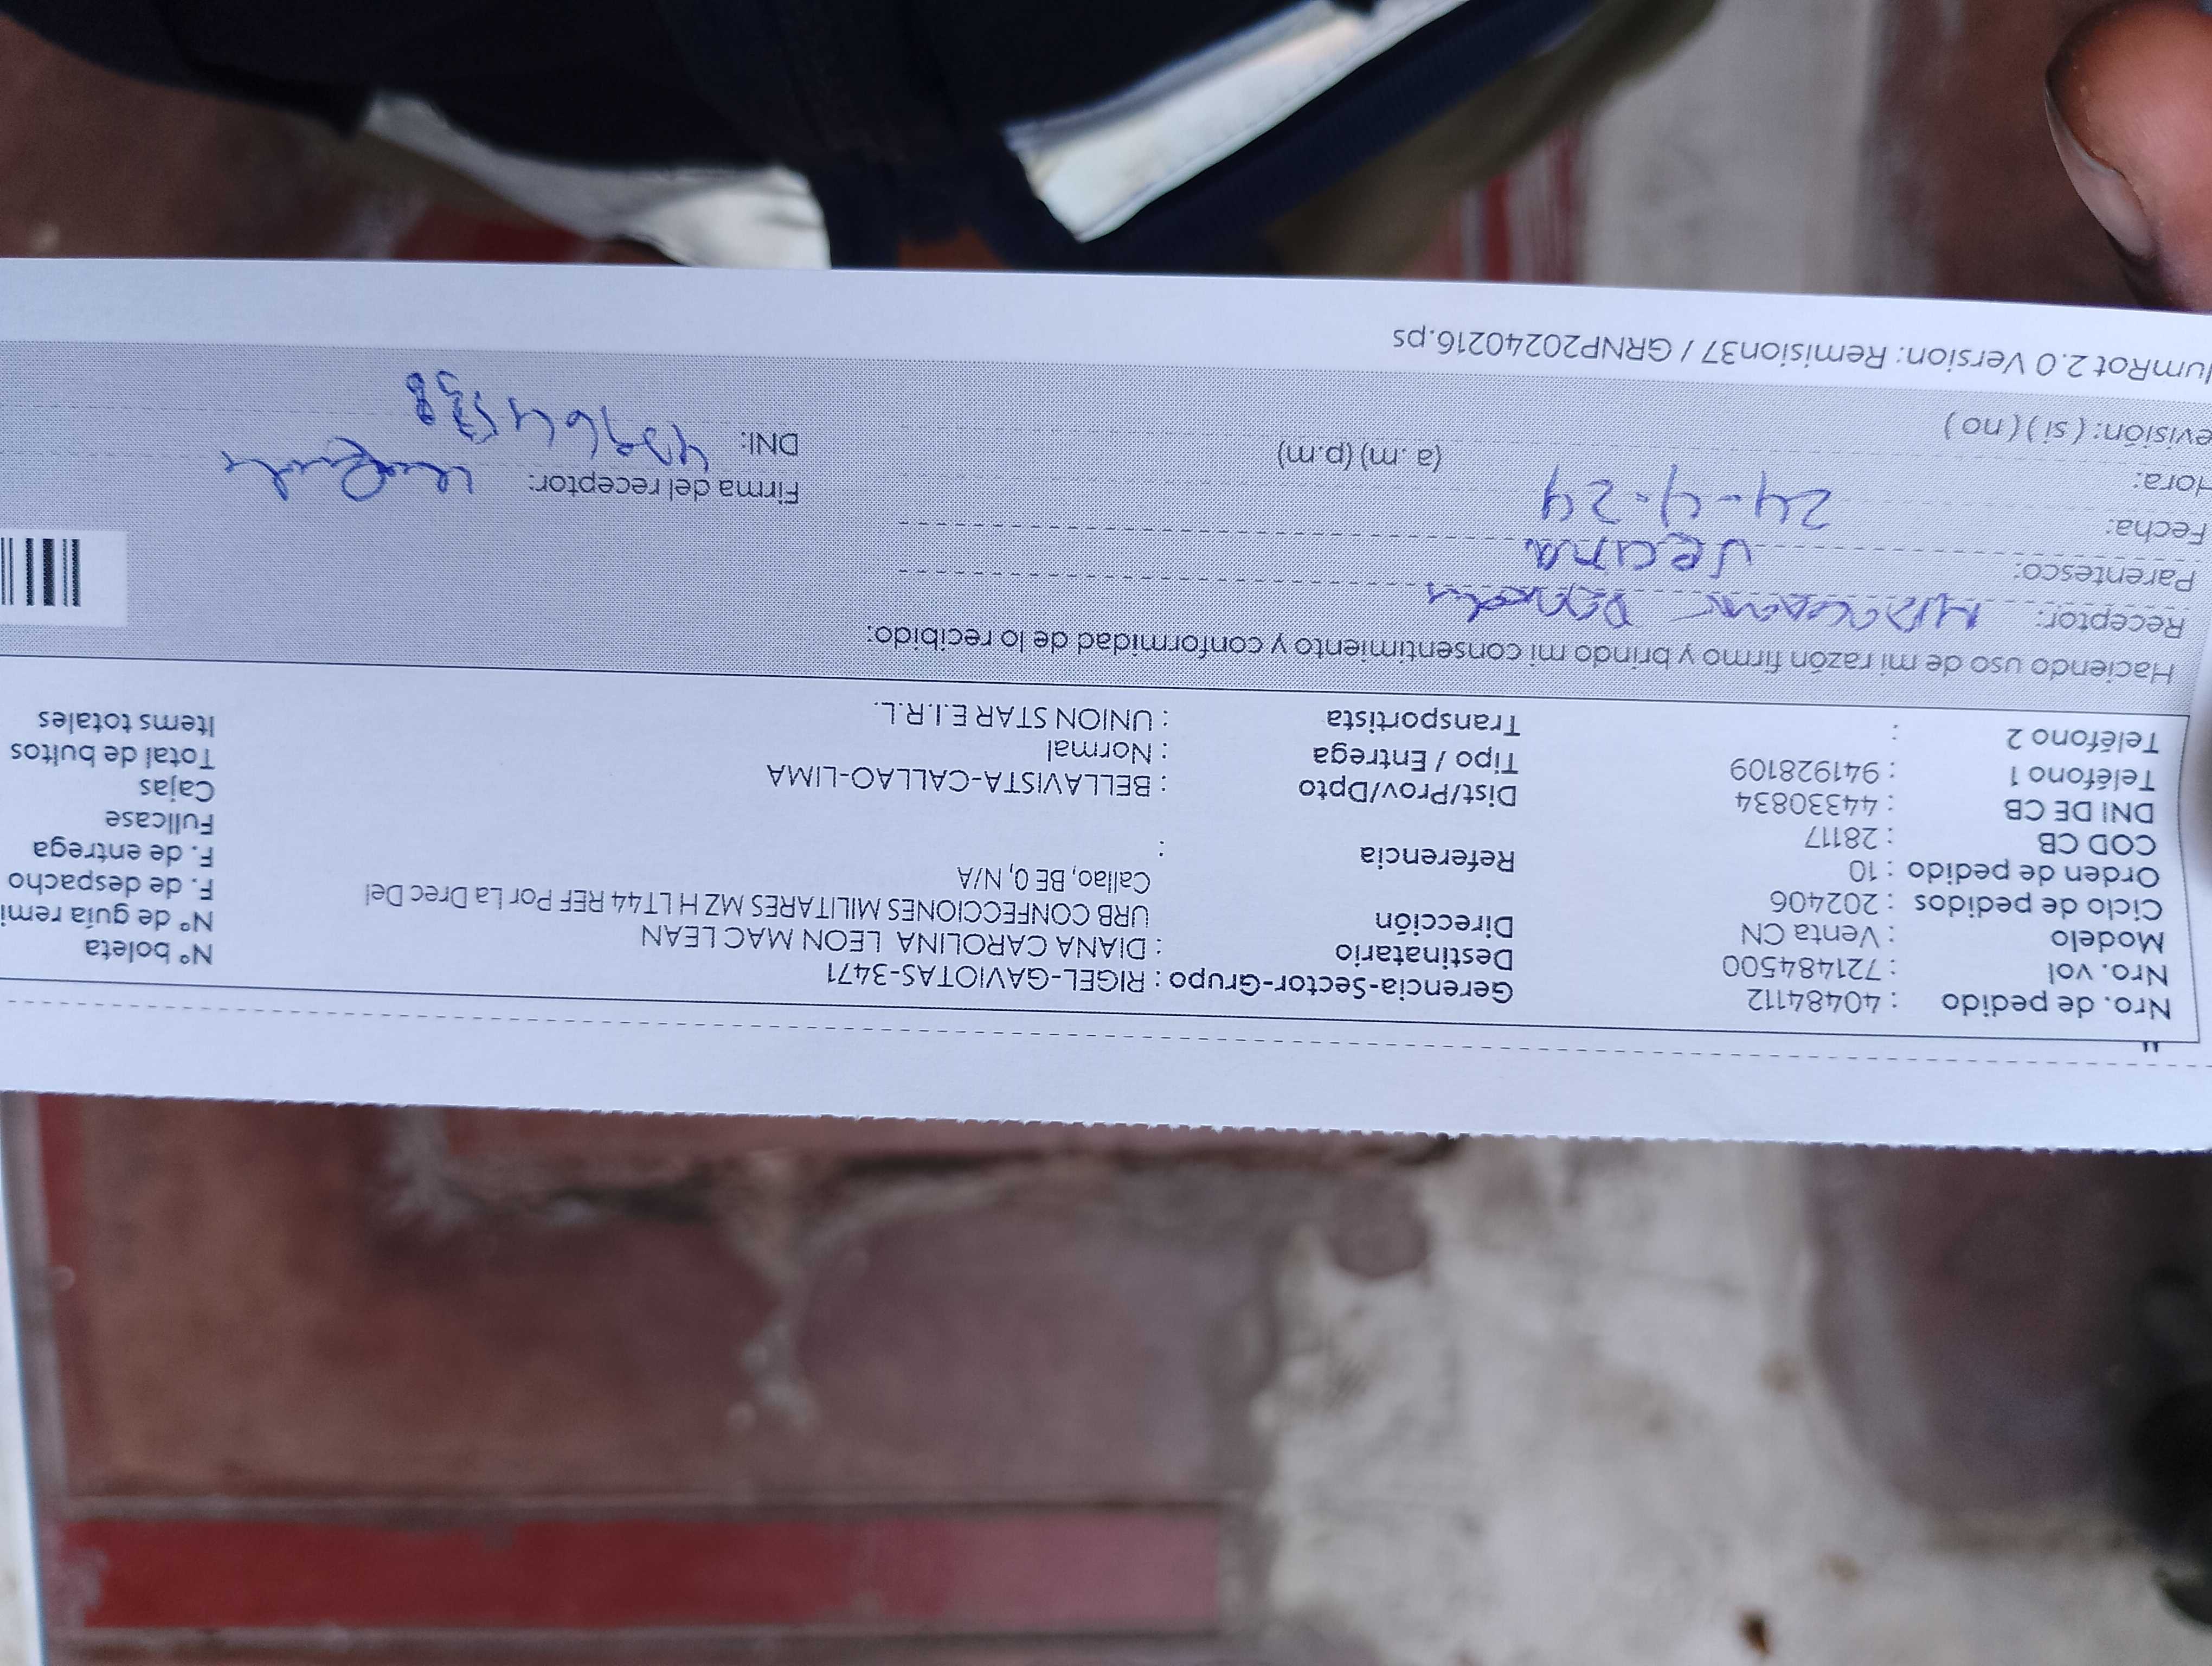 Nro. de pedido : 40484112
Nro. vol : 721484500
Modelo : Venta CN
Ciclo de pedidos : 202406
Orden de pedido : 10
COD CB : 28117
DNI DE CB : 44330834
Teléfono 1 : 941928109
Teléfono 2 :
Gerencia-Sector-Grupo : RIGEL-GAVIOTAS-3471
Destinatario : DIANA CAROLINA LEON MAC LEAN
Dirección URB CONFECCIONES MILITARES MZ H LT44 REF Por La Drec Del
Callao, BE 0, N/A
Referencia :
Dist/Prov/Dpto : BELLAVISTA-CALLAO-LIMA
Tipo / Entrega : Normal
Transportista : UNION STAR E.I.R.L.
N° boleta
N° de guía remi
F. de despacho
F. de entrega
Fullcase
Cajas
Total de bultos
Items totales
Haciendo uso de mi razón firmo y brindo mi consentimiento y conformidad de lo recibido:
Receptor:
Parentesco: Vecina
Fecha: 24-4-24
Hora: (a.m) (p.m)
evisión: ( si ) ( no )
Firma del receptor:
DNI:
umRot 2.0 Version: Remision37 / GRNP20240216.ps